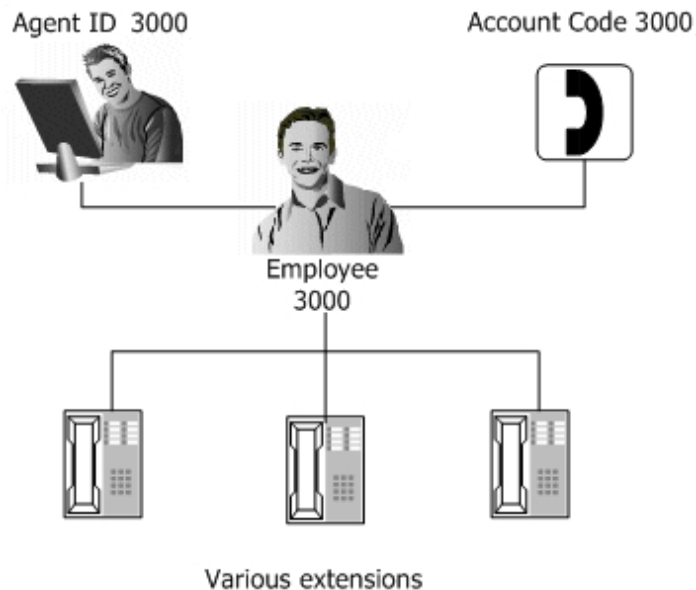 Agent ID 3000
Account Code 3000
Employee
3000
Various extensions